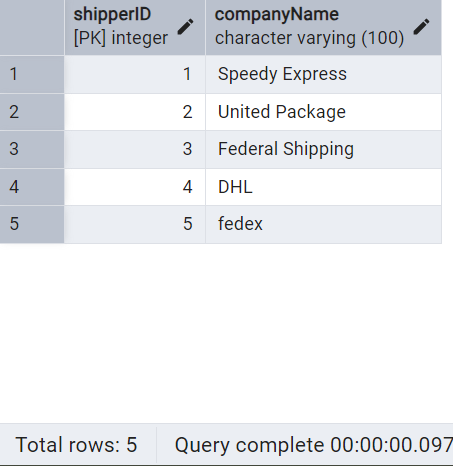 shipperID companyName
[PK] integer character varying (100)
1 1 Speedy Express
2 2 United Package
3 3 Federal Shipping
4 4 DHL
5 5 fedex
Total rows: 5 Query complete 00:00:00.097